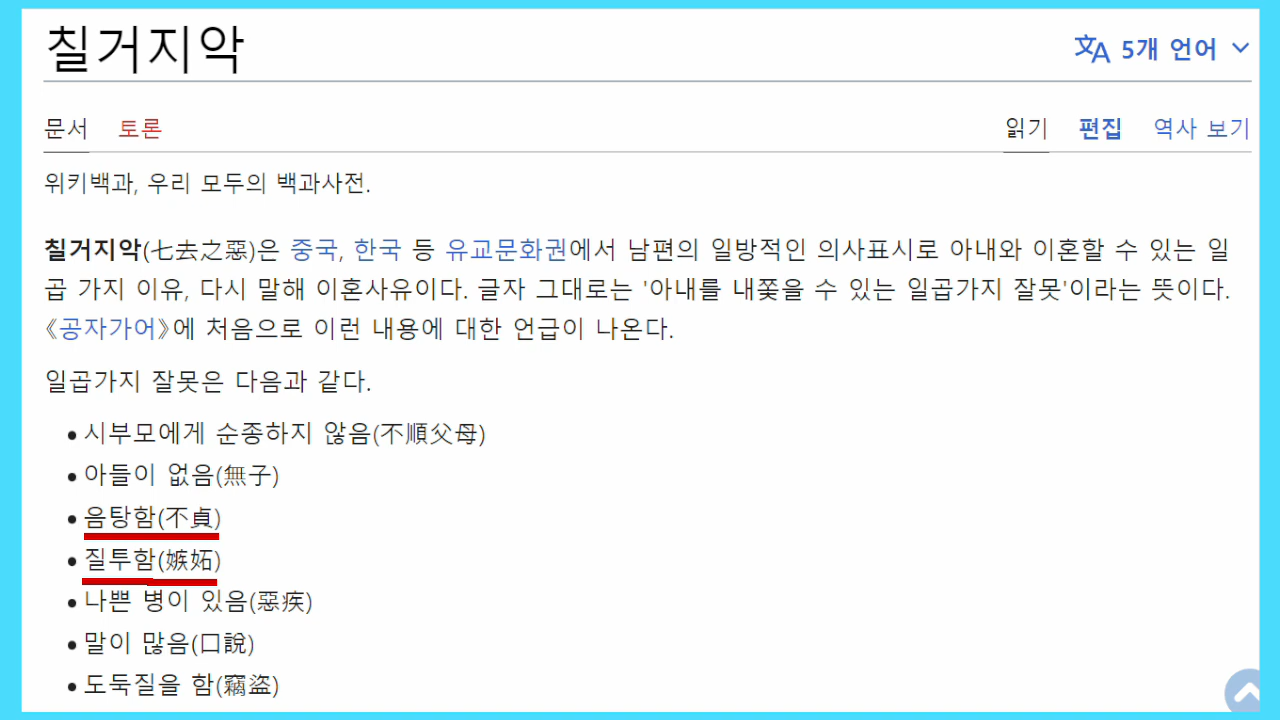 칠거지악
5개 언어
문서 토론 읽기 편집 역사 보기
위키백과, 우리 모두의 백과사전.
칠거지악(七去之惡)은 중국, 한국 등 유교문화권에서 남편의 일방적인 의사표시로 아내와 이혼할 수 있는 일
곱 가지 이유, 다시 말해 이혼사유이다. 글자 그대로는 '아내를 내쫓을 수 있는 일곱가지 잘못'이라는 뜻이다.
《공자가어》에 처음으로 이런 내용에 대한 언급이 나온다.
일곱가지 잘못은 다음과 같다.
• 시부모에게 순종하지 않음(不順父母)
• 아들이 없음(無子)
• 음탕함(不貞)
• 질투함(嫉妬)
• 나쁜 병이 있음(惡疾)
• 말이 많음(口說)
• 도둑질을 함(竊盜)